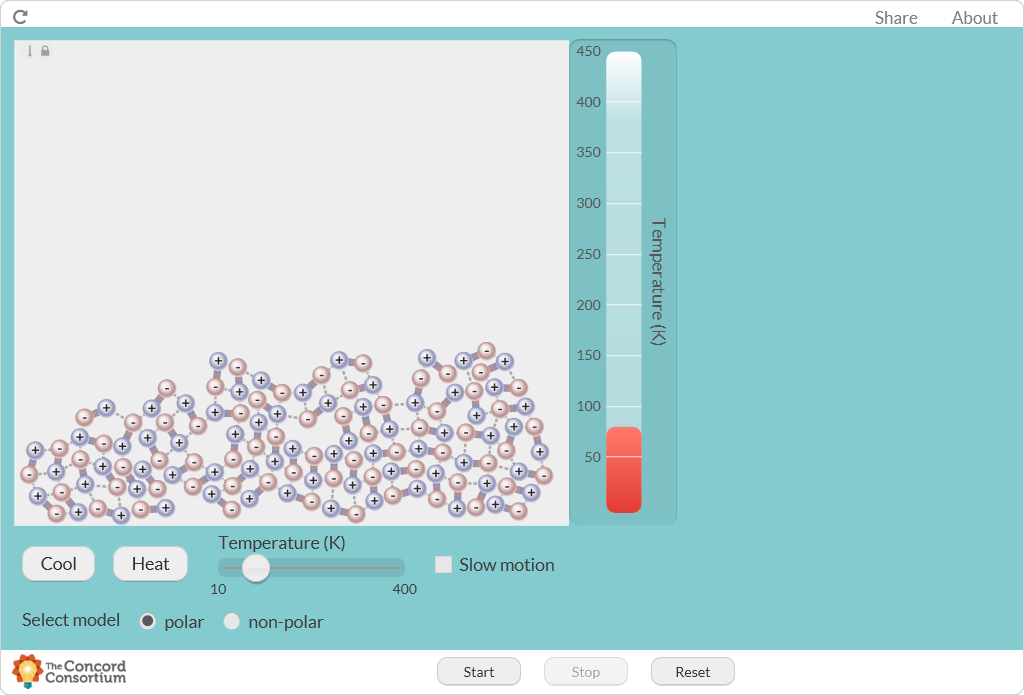 Share About
450
400
350
300
250
200
150
100
50
Temperature (K)
Cool Heat
Temperature (K)
10 400
Slow motion
Select model polar non-polar
The Concord
Consortium
Start Stop Reset